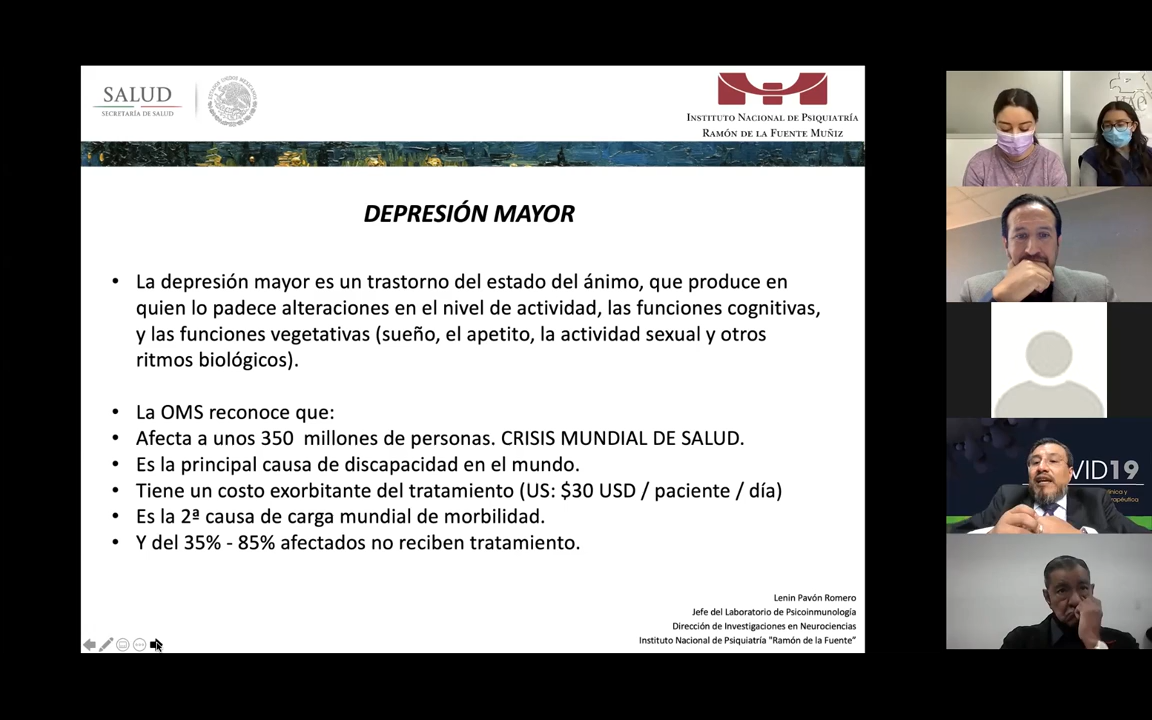 SALUD
SECRETARÍA DE SALUD
INSTITUTO NACIONAL DE PSIQUIATRÍA
RAMÓN DE LA FUENTE MUÑIZ
DEPRESIÓN MAYOR
• La depresión mayor es un trastorno del estado del ánimo, que produce en
quien lo padece alteraciones en el nivel de actividad, las funciones cognitivas,
y las funciones vegetativas (sueño, el apetito, la actividad sexual y otros
ritmos biológicos).
• La OMS reconoce que:
• Afecta a unos 350 millones de personas. CRISIS MUNDIAL DE SALUD.
• Es la principal causa de discapacidad en el mundo.
• Tiene un costo exorbitante del tratamiento (US: $30 USD / paciente / día)
• Es la 2ª causa de carga mundial de morbilidad.
• Y del 35% - 85% afectados no reciben tratamiento.
Lenin Pavón Romero
Jefe del Laboratorio de Psicoinmunología
Dirección de Investigaciones en Neurociencias
Instituto Nacional de Psiquiatría "Ramón de la Fuente"
VID19